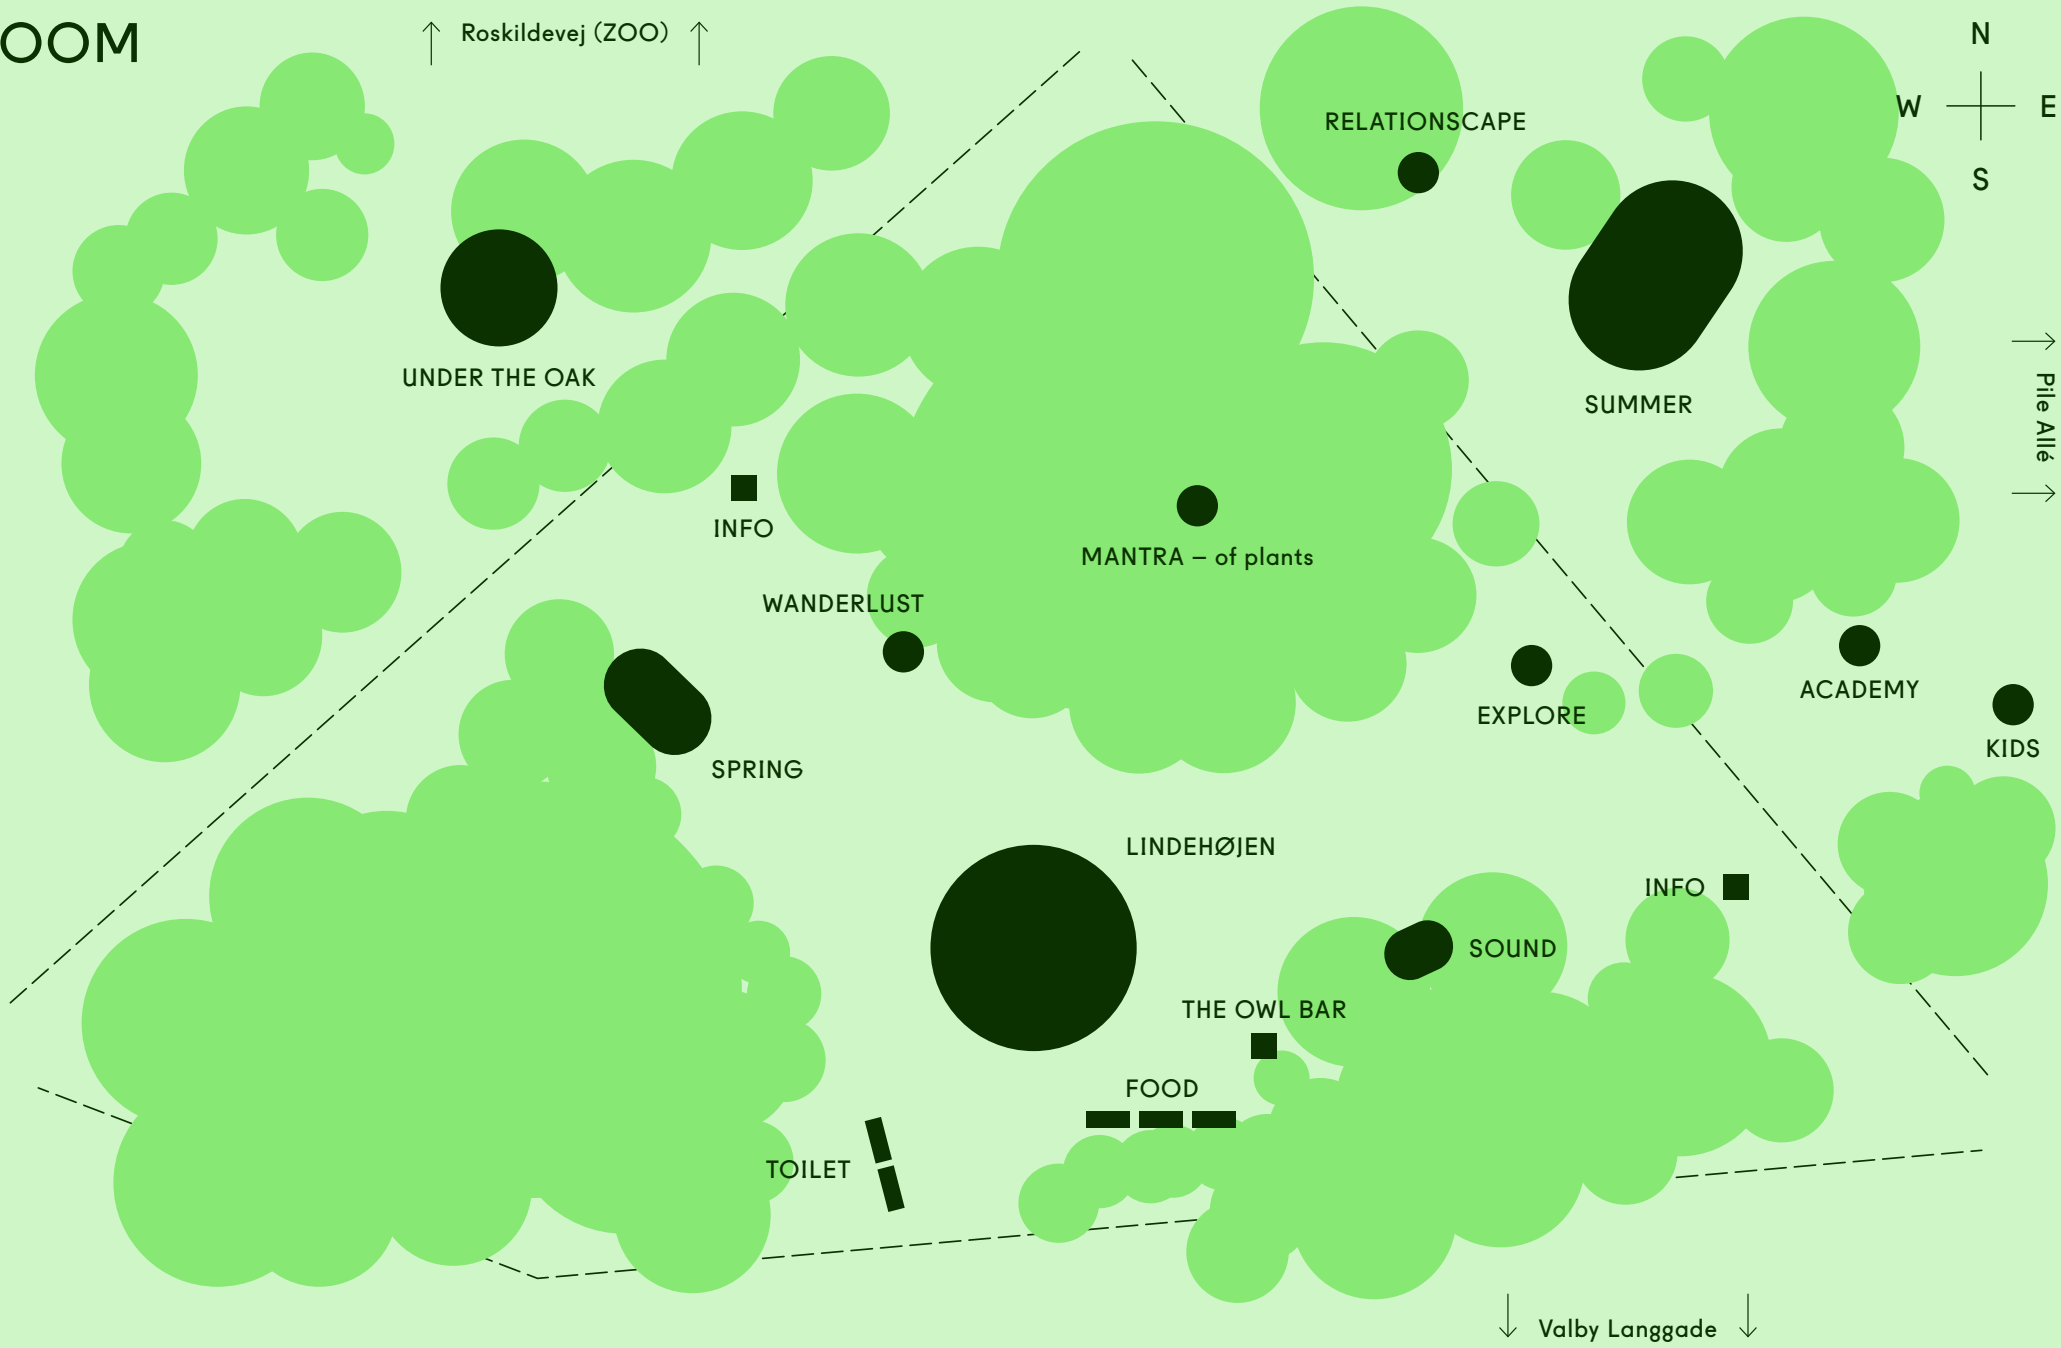 OOM
Roskildevej (ZOO)
N
W
E
S
RELATIONSCAPE
UNDER THE OAK
SUMMER
Pile Allé
INFO
MANTRA – of plants
WANDERLUST
EXPLORE
ACADEMY
KIDS
SPRING
LINDEHØJEN
INFO
SOUND
THE OWL BAR
FOOD
TOILET
Valby Langgade